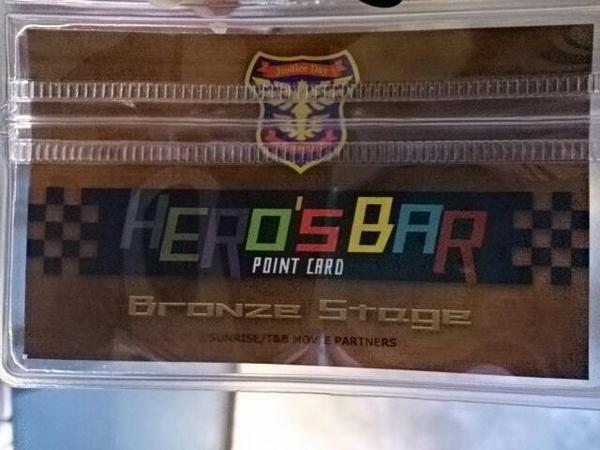 Justice Day
HERO'S BAR
POINT CARD
Bronze Stage
©SUNRISE/T&B MOVIE PARTNERS